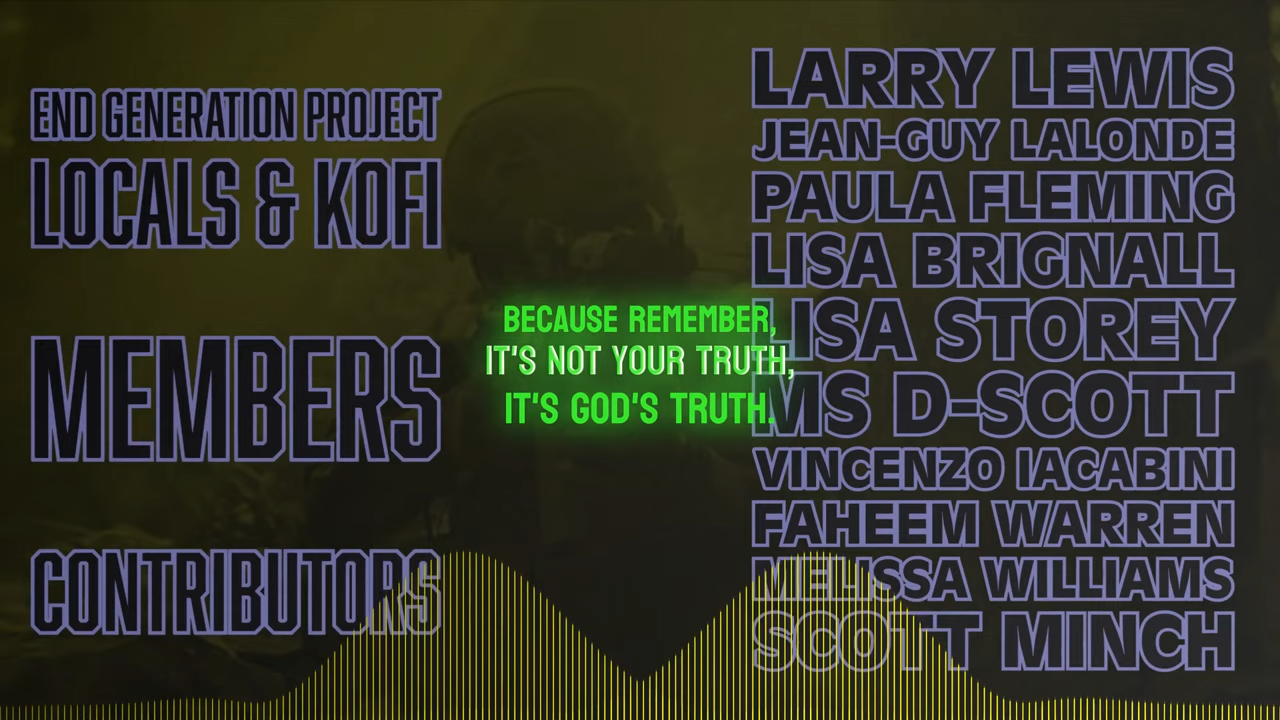 END GENERATION PROJECT
LOCALS & KOFI
MEMBERS
CONTRIBUTORS
BECAUSE REMEMBER,
IT'S NOT YOUR TRUTH,
IT'S GOD'S TRUTH.
LARRY LEWIS
JEAN-GUY LALONDE
PAULA FLEMING
LISA BRIGNALL
LISA STOREY
MS D-SCOTT
VINCENZO IACABINI
FAHEEM WARREN
MELISSA WILLIAMS
SCOTT MINCH